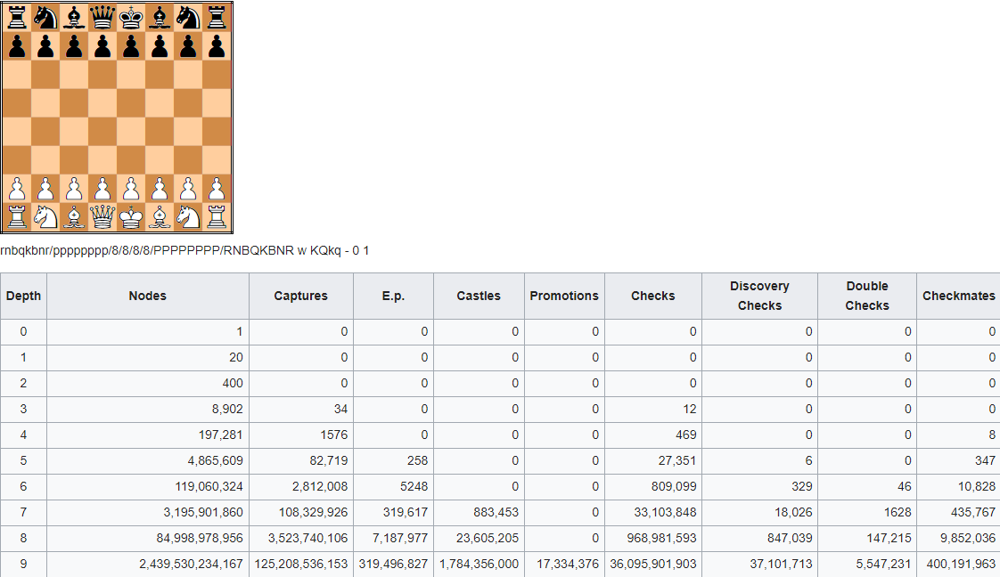 rnbqkbnr/pppppppp/8/8/8/8/PPPPPPPP/RNBQKBNR w KQkq - 0 1
Depth Nodes Captures E.p. Castles Promotions Checks Discovery Checks Double Checks Checkmates
0 1 0 0 0 0 0 0 0 0
1 20 0 0 0 0 0 0 0 0
2 400 0 0 0 0 0 0 0 0
3 8,902 34 0 0 0 12 0 0 0
4 197,281 1576 0 0 0 469 0 0 8
5 4,865,609 82,719 258 0 0 27,351 6 0 347
6 119,060,324 2,812,008 5248 0 0 809,099 329 46 10,828
7 3,195,901,860 108,329,926 319,617 883,453 0 33,103,848 18,026 1628 435,767
8 84,998,978,956 3,523,740,106 7,187,977 23,605,205 0 968,981,593 847,039 147,215 9,852,036
9 2,439,530,234,167 125,208,536,153 319,496,827 1,784,356,000 17,334,376 36,095,901,903 37,101,713 5,547,231 400,191,963